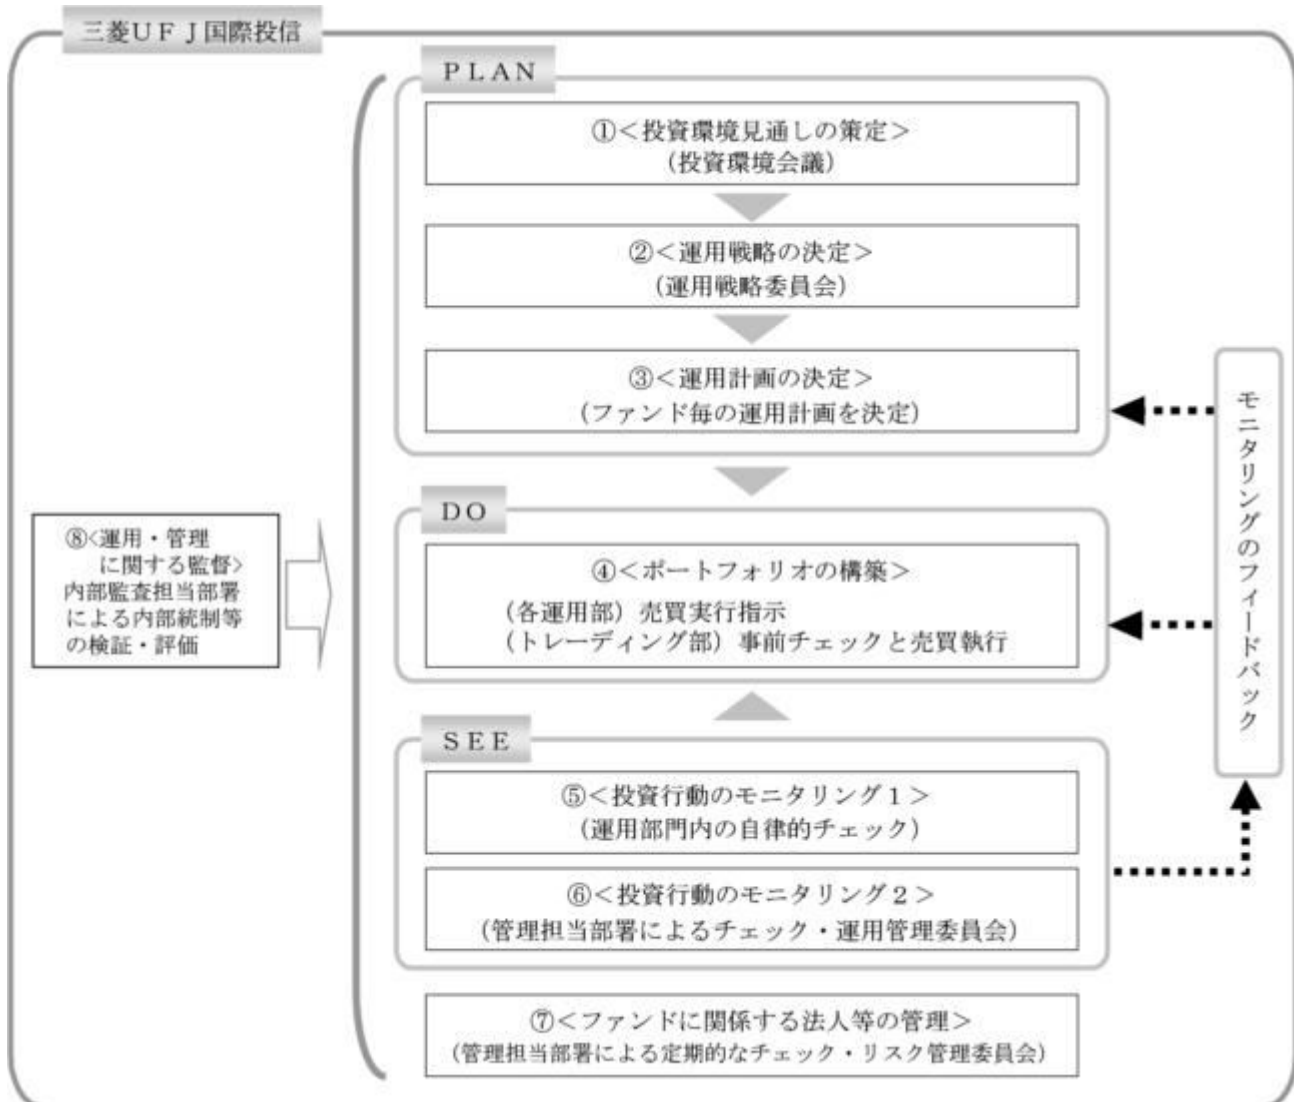 三菱ＵＦＪ国際投信
ＰＬＡＮ
①＜投資環境見通しの策定＞
（投資環境会議）
②＜運用戦略の決定＞
（運用戦略委員会）
③＜運用計画の決定＞
（ファンド毎の運用計画を決定）
ＤＯ
④＜ポートフォリオの構築＞
（各運用部）売買実行指示
（トレーディング部）事前チェックと売買執行
ＳＥＥ
⑤＜投資行動のモニタリング１＞
（運用部門内の自律的チェック）
⑥＜投資行動のモニタリング２＞
（管理担当部署によるチェック・運用管理委員会）
⑦＜ファンドに関係する法人等の管理＞
（管理担当部署による定期的なチェック・リスク管理委員会）
⑧<運用・管理
に関する監督>
内部監査担当部署
による内部統制等
の検証・評価
モニタリングのフィードバック